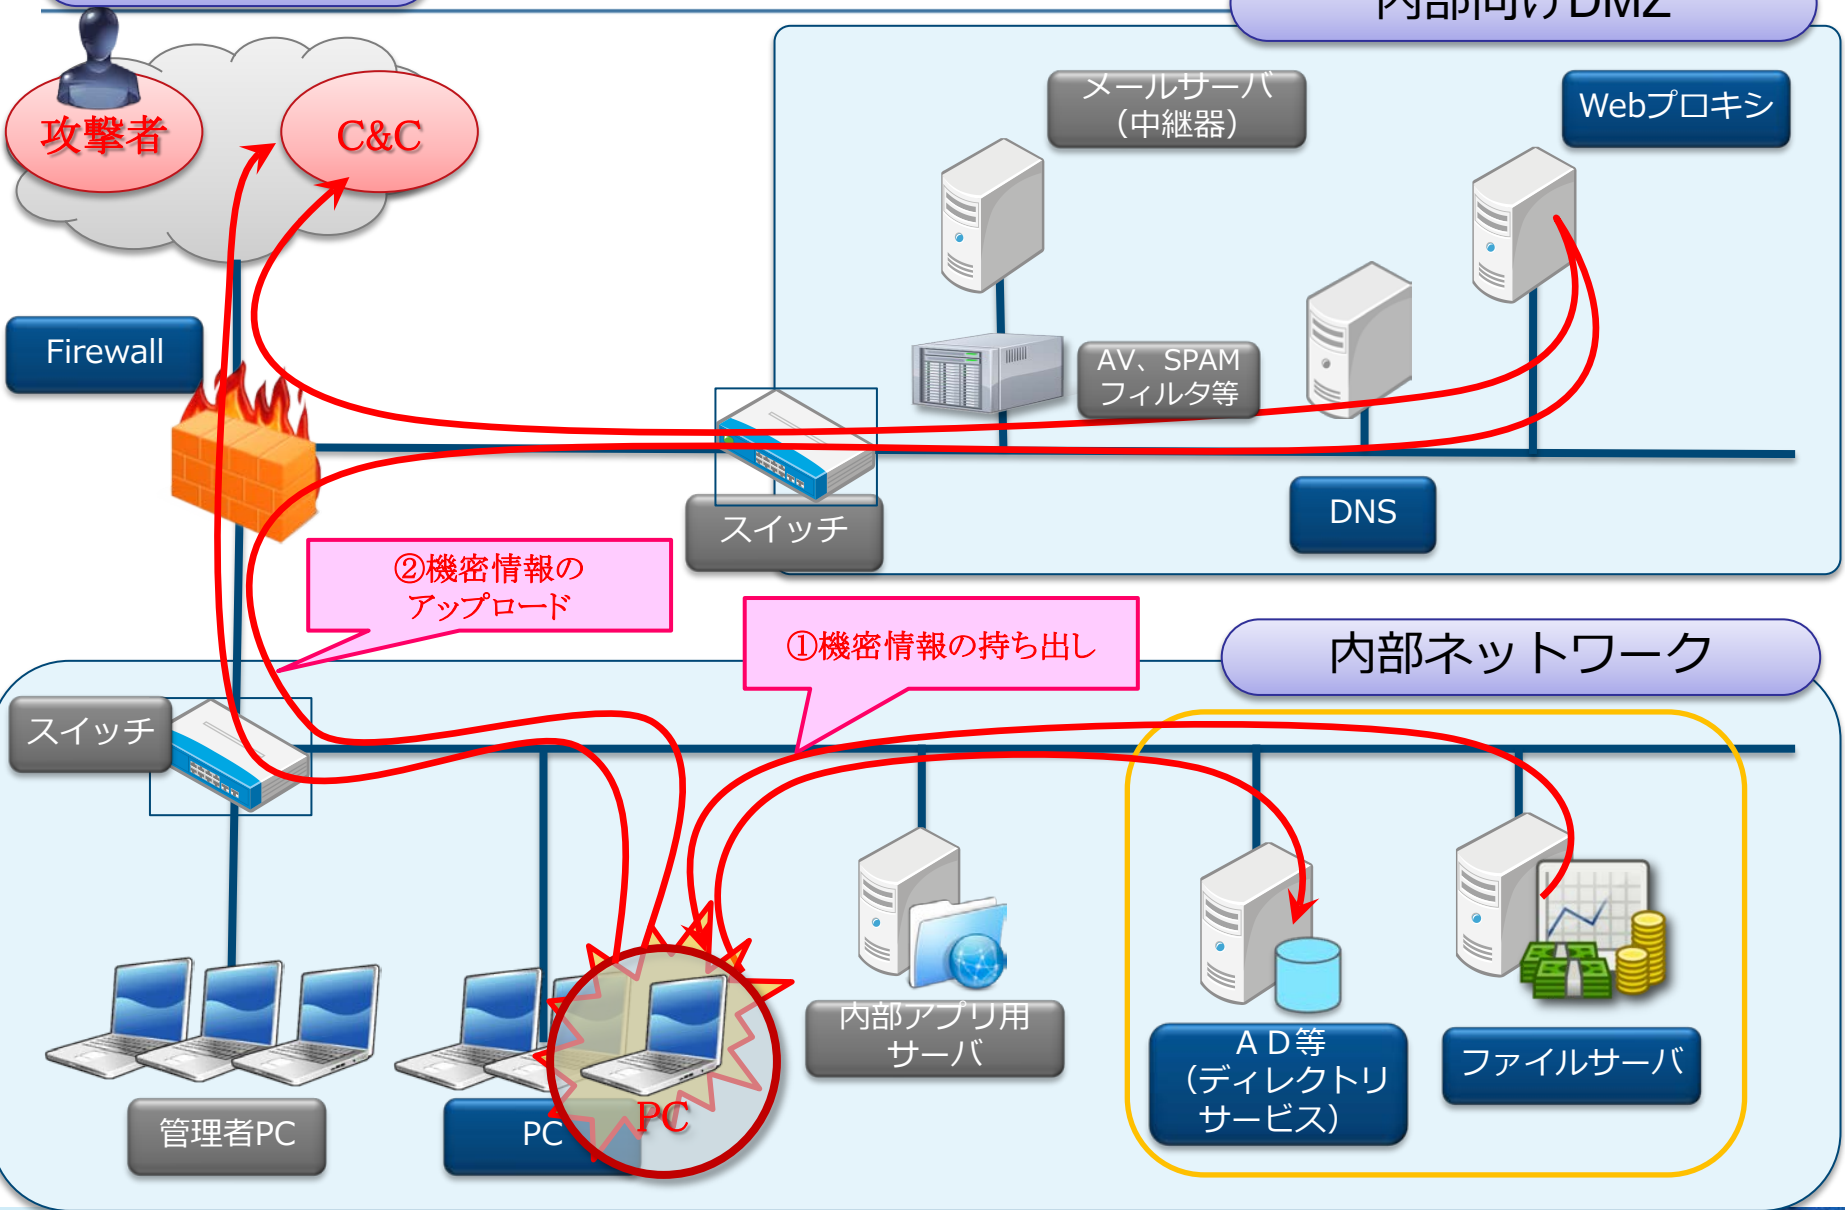 内部向けDMZ
攻撃者
C&C
メールサーバ
（中継器）
Webプロキシ
Firewall
AV、SPAM
フィルタ等
スイッチ
DNS
②機密情報の
アップロード
①機密情報の持ち出し
内部ネットワーク
スイッチ
内部アプリ用
サーバ
ＡＤ等
（ディレクトリ
サービス）
ファイルサーバ
管理者PC
PC
PC